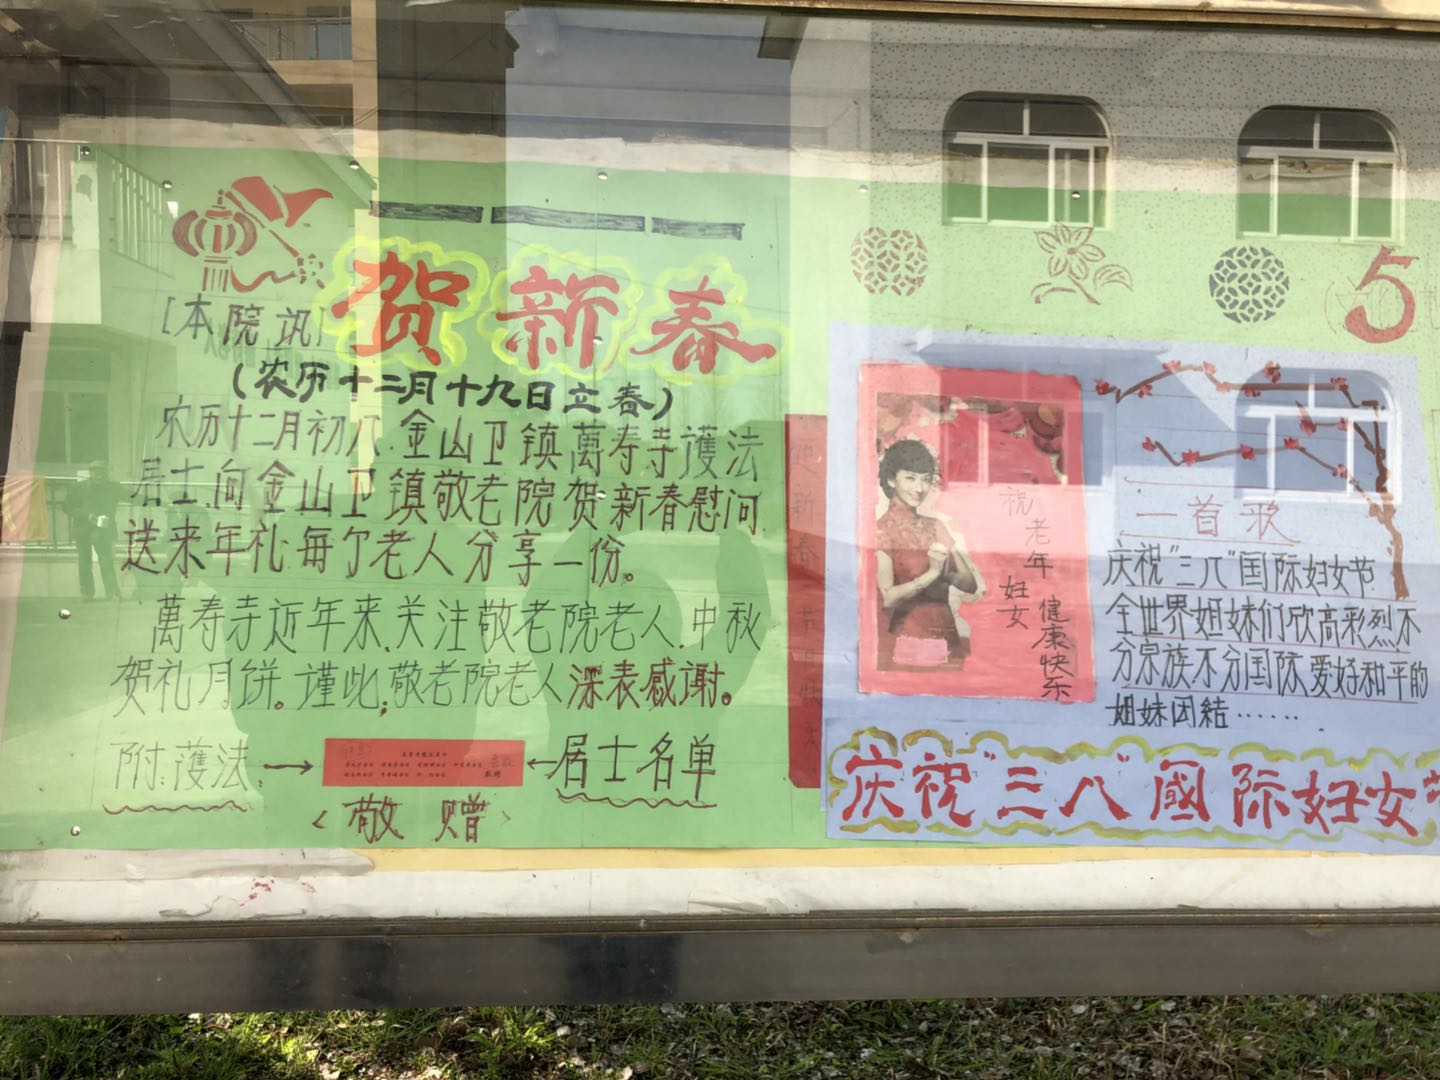 贺新春
[本院讯]
(农历十二月十九日立春)
农历十二月初八.金山卫镇萬寿寺護法
居士.向金山卫镇敬老院贺新春慰问.
送来年礼.每个老人分享一份。
萬寿寺近年来.关注敬老院老人.中秋
贺礼月饼。谨此;敬老院老人深表感谢。
附:護法→
←居士名单
<敬 赠>
迎新春
5
祝老年
妇女
健康快乐
一首歌
庆祝"三八"国际妇女节.
全世界姐妹们欣高彩烈.不
分宗族不分国际.爱好和平的
姐妹团结……
庆祝"三八"國际妇女节